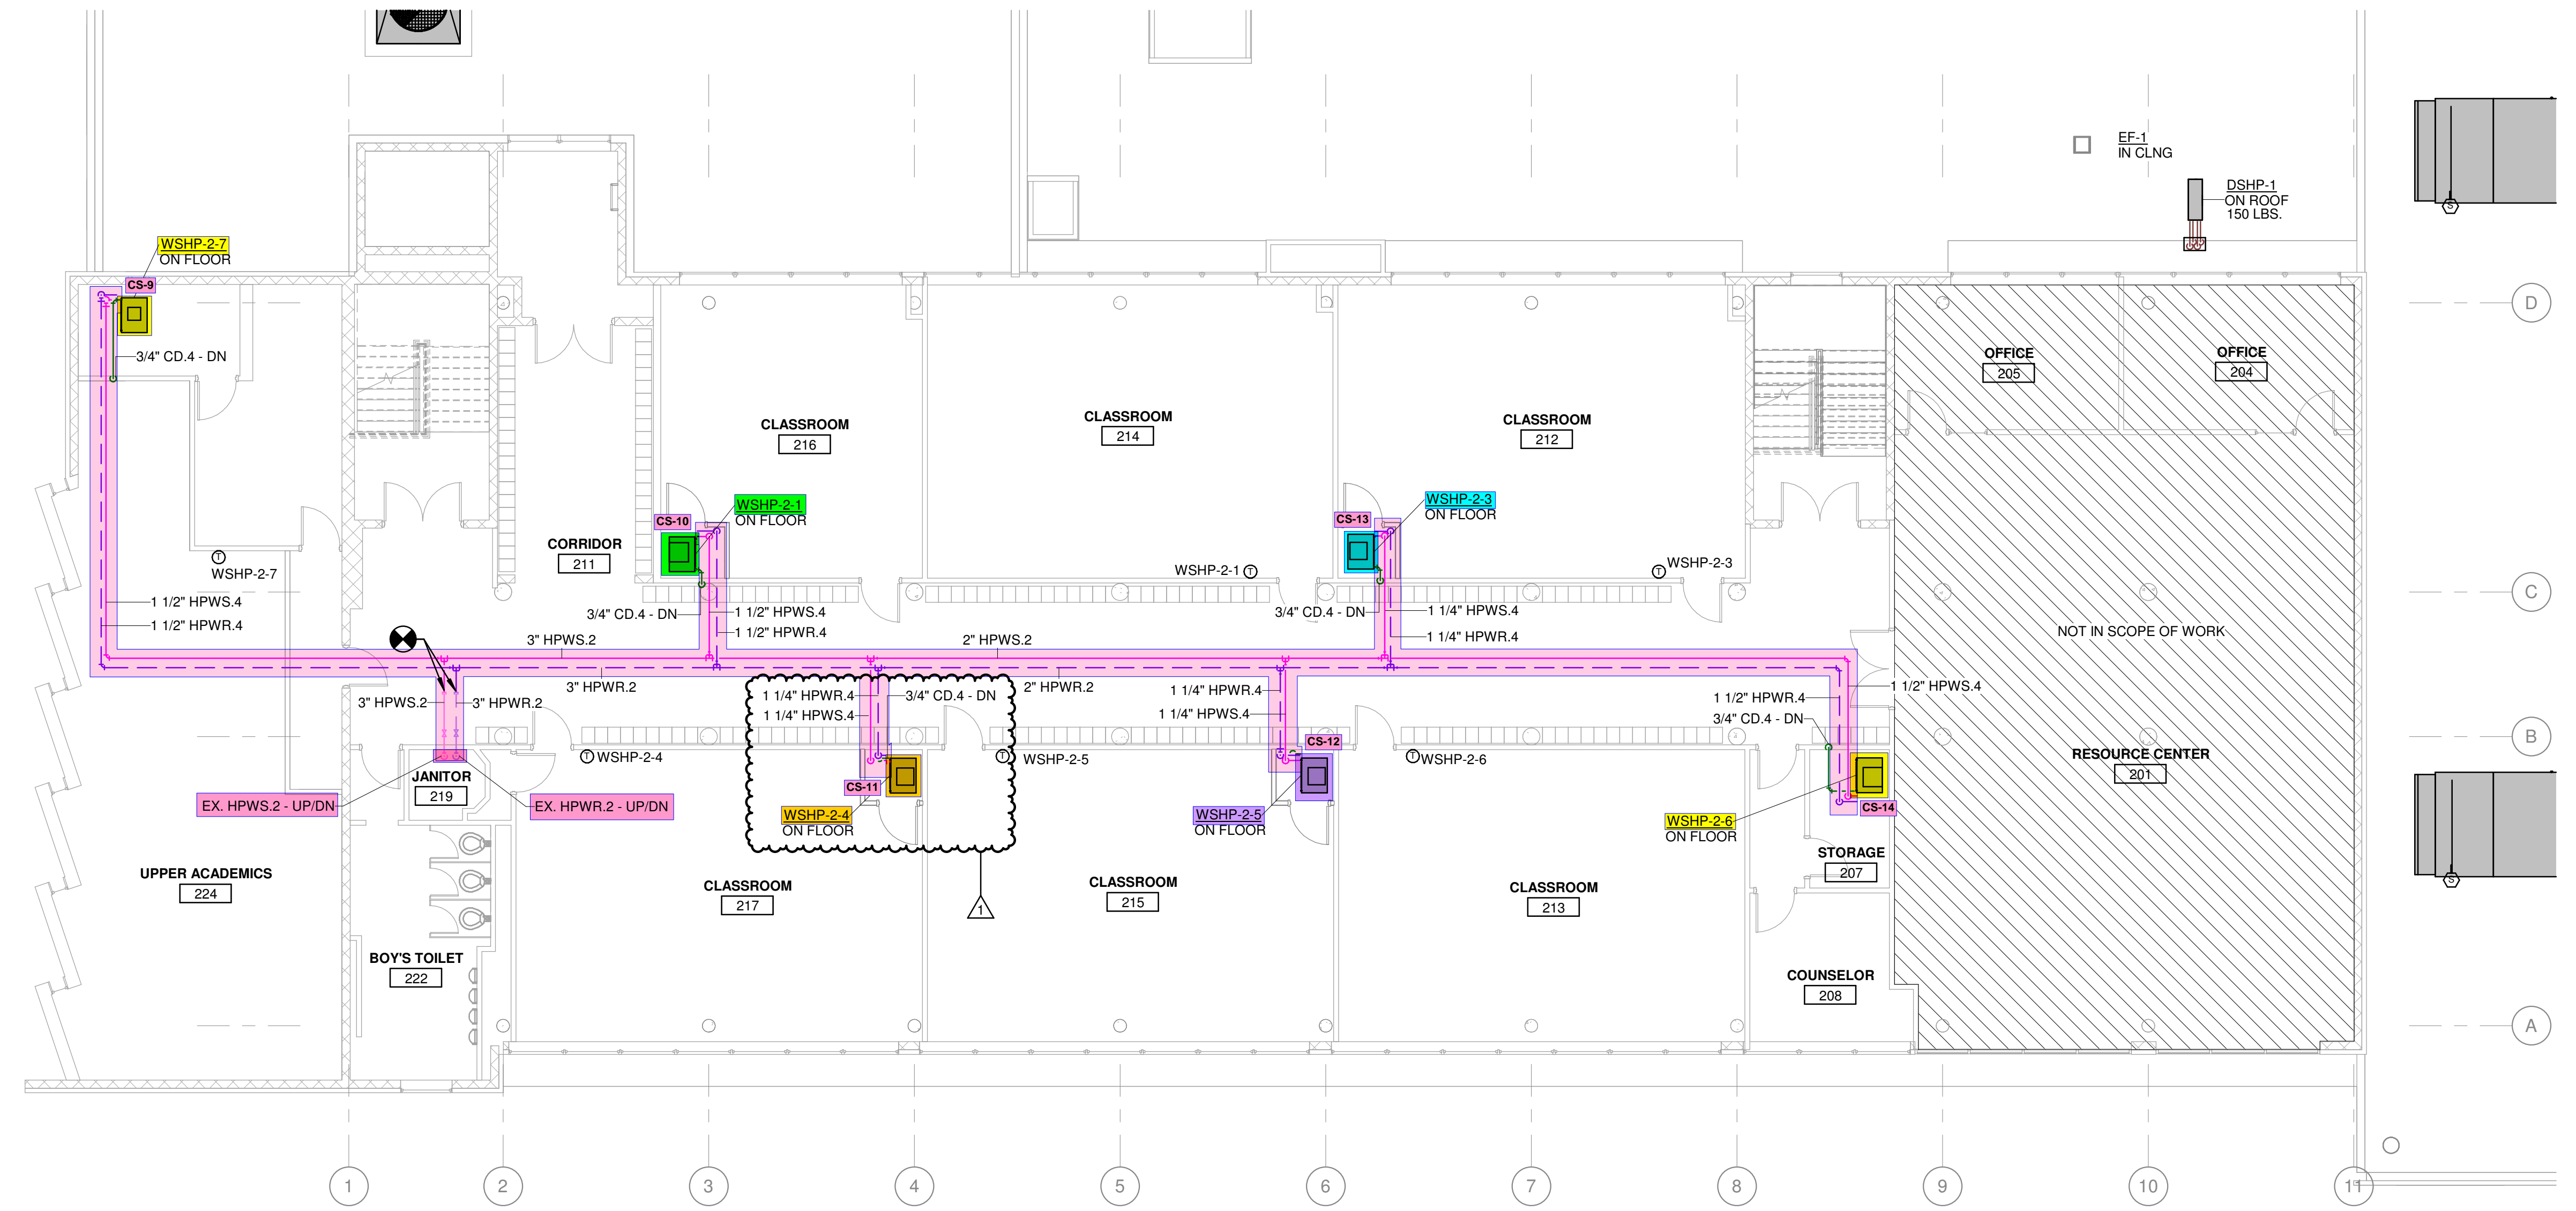 EF-1
IN CLNG
DSHP-1
ON ROOF
150 LBS.
S
WSHP-2-7
ON FLOOR
CS-9
D
3/4" CD.4 - DN
OFFICE
205
OFFICE
204
CLASSROOM
216
CLASSROOM
214
CLASSROOM
212
WSHP-2-1
ON FLOOR
CS-10
WSHP-2-3
ON FLOOR
CS-13
CORRIDOR
211
T
WSHP-2-7
WSHP-2-1 T
T WSHP-2-3
C
1 1/2" HPWS.4
1 1/2" HPWR.4
3/4" CD.4 - DN
1 1/2" HPWS.4
1 1/2" HPWR.4
3/4" CD.4 - DN
1 1/4" HPWS.4
1 1/4" HPWR.4
NOT IN SCOPE OF WORK
3" HPWS.2
2" HPWS.2
3" HPWR.2
2" HPWR.2
3" HPWS.2
3" HPWR.2
1 1/4" HPWR.4
3/4" CD.4 - DN
1 1/4" HPWS.4
1 1/4" HPWR.4
1 1/4" HPWS.4
1 1/2" HPWS.4
1 1/2" HPWR.4
3/4" CD.4 - DN
B
T WSHP-2-4
T WSHP-2-5
CS-12
T WSHP-2-6
RESOURCE CENTER
201
JANITOR
219
CS-11
EX. HPWS.2 - UP/DN
EX. HPWR.2 - UP/DN
WSHP-2-4
ON FLOOR
WSHP-2-5
ON FLOOR
WSHP-2-6
ON FLOOR
CS-14
STORAGE
207
S
UPPER ACADEMICS
224
CLASSROOM
217
1
CLASSROOM
215
CLASSROOM
213
BOY'S TOILET
222
COUNSELOR
208
A
1 2 3 4 5 6 7 8 9 10 11